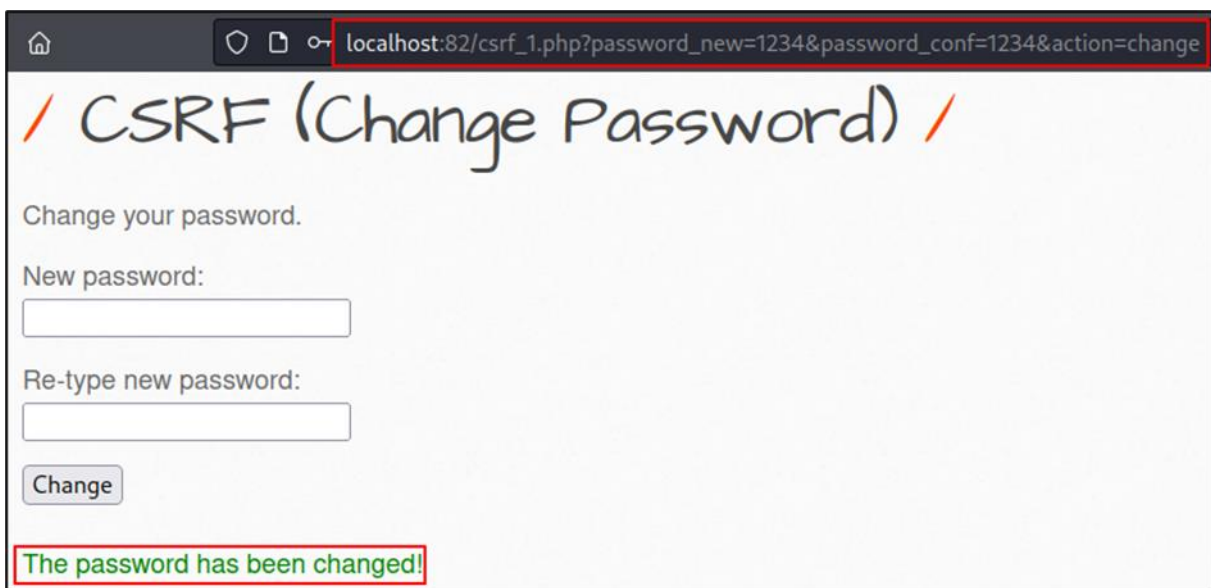 localhost:82/csrf_1.php?password_new=1234&password_conf=1234&action=change
/ CSRF (Change Password) /
Change your password.
New password:
Re-type new password:
Change
The password has been changed!